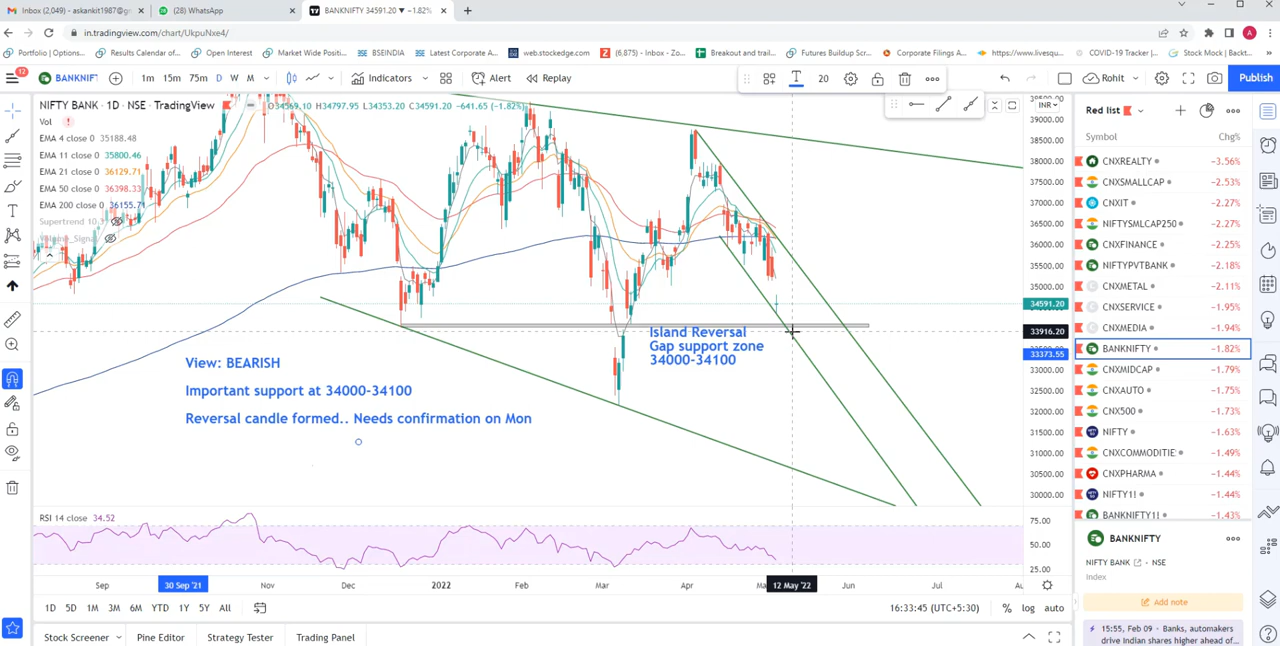 Inbox (2,049) - askankit1987@g
(28) WhatsApp
BANKNIFTY 34591.20 ▼ −1.82%
in.tradingview.com/chart/UkpuNxe4/
Portfolio | Options...
Results Calendar of...
Open Interest
Market Wide Positi...
BSEINDIA
Latest Corporate A...
web.stockedge.com
(6,875) - Inbox - Zo...
Breakout and trail...
Futures Buildup Scr...
Corporate Filings A...
https://www.livesqu...
COVID-19 Tracker |...
Stock Mock | Backt...
12
BANKNIFT
1m 15m 75m D W M
Indicators
Alert
Replay
20
Rohit
Publish
NIFTY BANK · 1D · NSE · TradingView
O34569.10 H34797.95 L34353.20 C34591.20 −641.65 (−1.82%)
INR
Vol
EMA 4 close 0 35188.48
EMA 11 close 0 35800.46
EMA 21 close 0 36129.71
EMA 50 close 0 36398.33
EMA 200 close 0 36155.71
Supertrend 10
39000.00
38500.00
38000.00
37500.00
37000.00
36500.00
36000.00
35500.00
35000.00
34591.20
33916.20
33373.55
33000.00
32500.00
32000.00
31500.00
31000.00
30500.00
30000.00
Island Reversal
Gap support zone
34000-34100
View: BEARISH
Important support at 34000-34100
Reversal candle formed.. Needs confirmation on Mon
RSI 14 close 34.52
75.00
50.00
25.00
Sep
30 Sep '21
Nov
Dec
2022
Feb
Mar
Apr
12 May '22
Jun
Jul
1D 5D 1M 3M 6M YTD 1Y 5Y All
16:33:45 (UTC+5:30)
% log auto
Stock Screener
Pine Editor
Strategy Tester
Trading Panel
Red list
Symbol Chg%
CNXREALTY −3.56%
CNXSMALLCAP −2.53%
CNXIT −2.27%
NIFTYSMLCAP250 −2.27%
CNXFINANCE −2.25%
NIFTYPVTBANK −2.18%
CNXMETAL −2.11%
CNXSERVICE −1.95%
CNXMEDIA −1.94%
BANKNIFTY −1.82%
CNXMIDCAP −1.79%
CNXAUTO −1.75%
CNX500 −1.73%
NIFTY −1.63%
CNXCOMMODITIE −1.49%
CNXPHARMA −1.44%
NIFTY1! −1.44%
BANKNIFTY1! −1.43%
BANKNIFTY
NIFTY BANK · NSE
Index
Add note
15:55, Feb 09 - Banks, automakers
drive Indian shares higher ahead of...